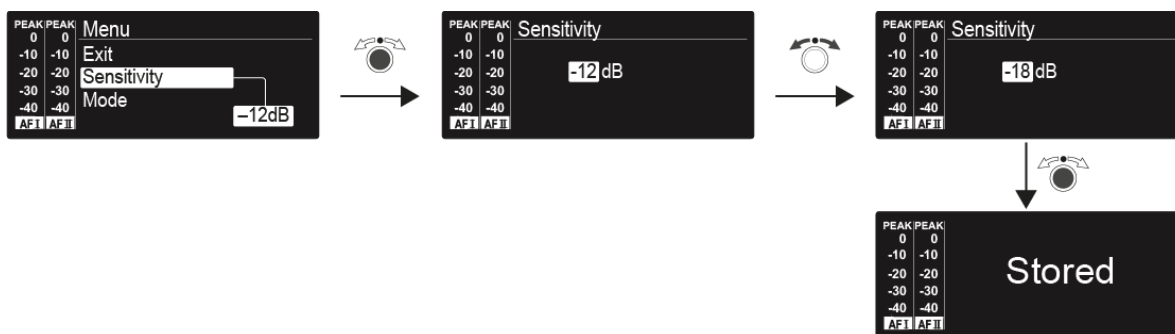 PEAK PEAK Menu
0 0
-10 -10 Exit
-20 -20 Sensitivity
-30 -30 Mode
-40 -40 –12dB
AF I AF II
PEAK PEAK Sensitivity
0 0
-10 -10
-20 -20 -12 dB
-30 -30
-40 -40
AF I AF II
PEAK PEAK Sensitivity
0 0
-10 -10
-20 -20 -18 dB
-30 -30
-40 -40
AF I AF II
PEAK PEAK
0 0
-10 -10
-20 -20 Stored
-30 -30
-40 -40
AF I AF II